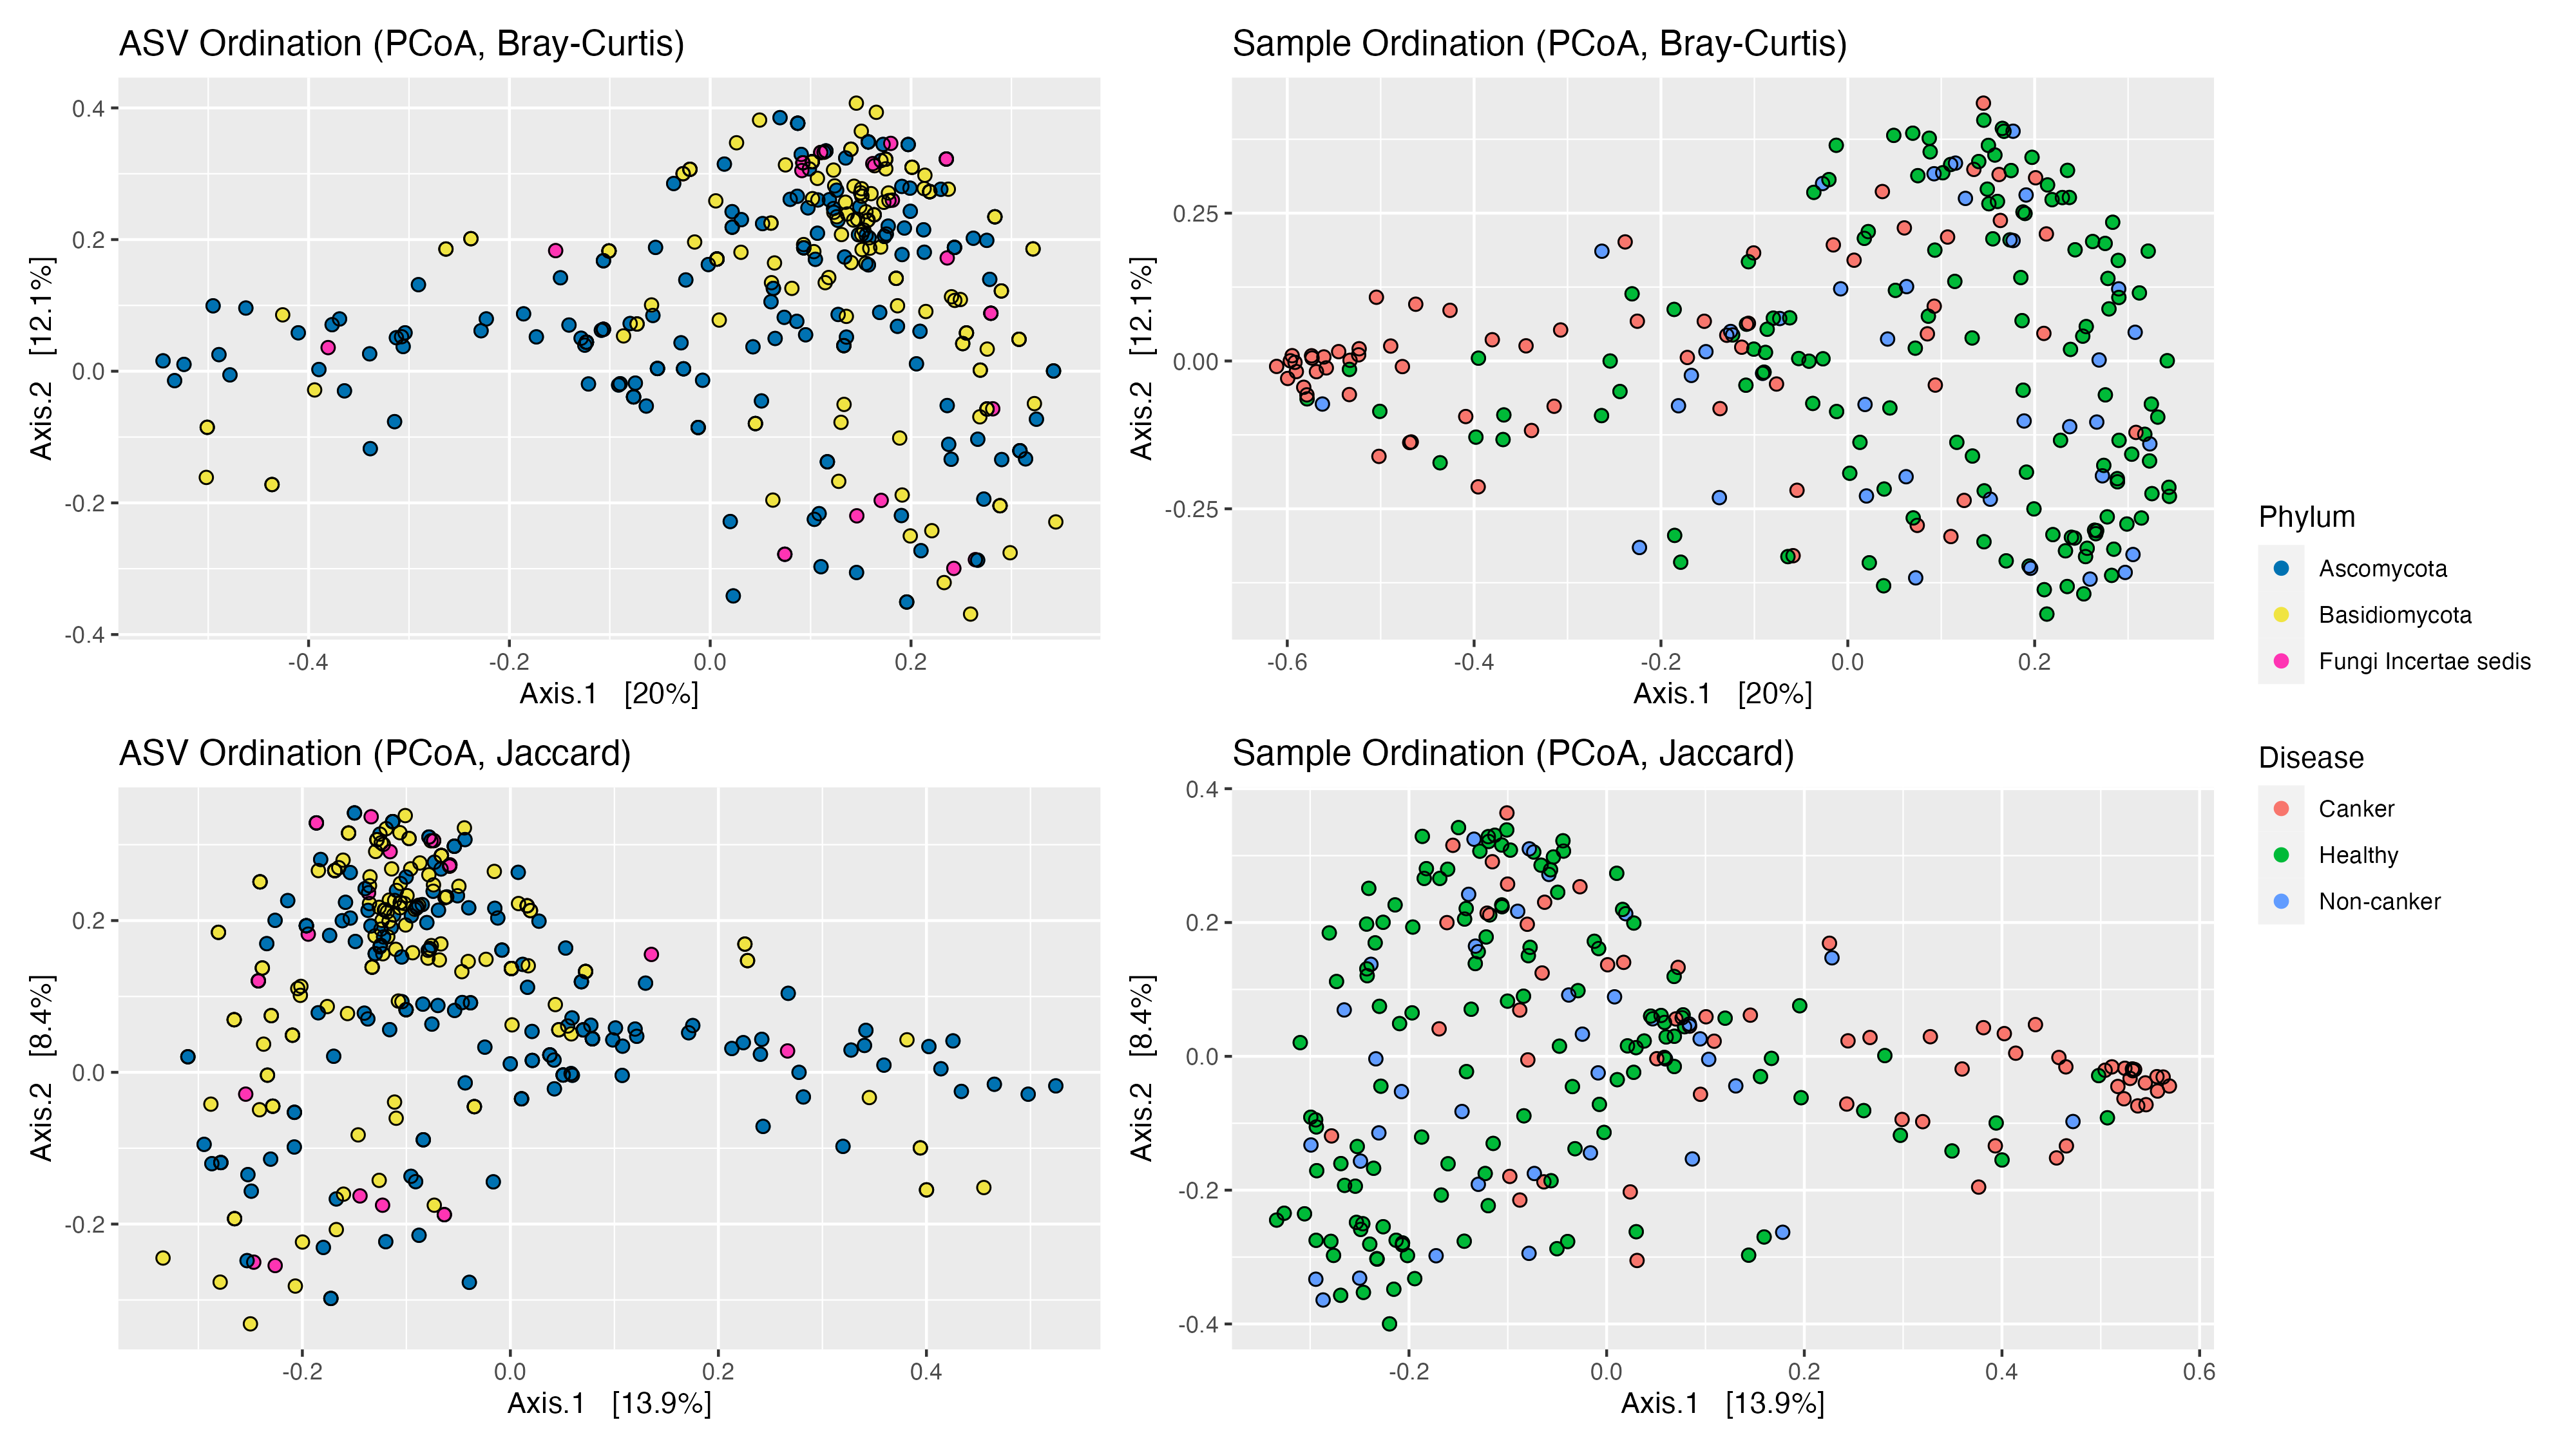 ASV Ordination (PCoA, Bray-Curtis)
0.4
0.2
0.0
-0.2
-0.4
Axis.2 [12.1%]
-0.4 -0.2 0.0 0.2
Axis.1 [20%]
Sample Ordination (PCoA, Bray-Curtis)
0.25
0.00
-0.25
Axis.2 [12.1%]
-0.6 -0.4 -0.2 0.0 0.2
Axis.1 [20%]
Phylum
Ascomycota
Basidiomycota
Fungi Incertae sedis
ASV Ordination (PCoA, Jaccard)
0.2
0.0
-0.2
Axis.2 [8.4%]
-0.2 0.0 0.2 0.4
Axis.1 [13.9%]
Sample Ordination (PCoA, Jaccard)
0.4
0.2
0.0
-0.2
-0.4
Axis.2 [8.4%]
-0.2 0.0 0.2 0.4 0.6
Axis.1 [13.9%]
Disease
Canker
Healthy
Non-canker